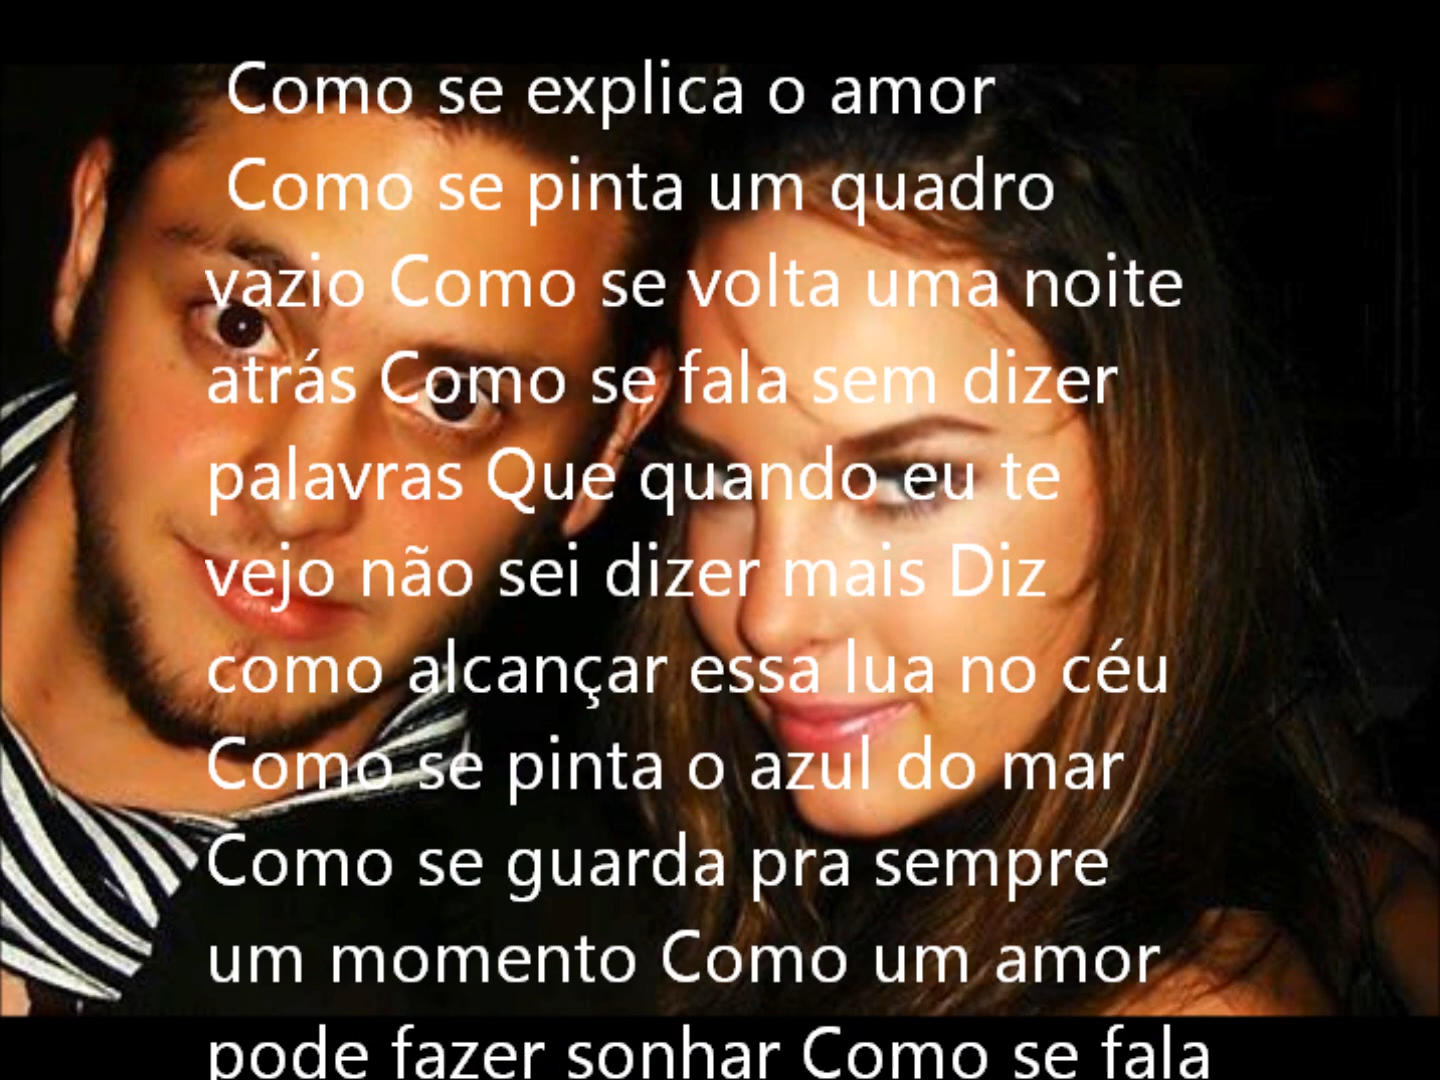 Como se explica o amor
Como se pinta um quadro
vazio Como se volta uma noite
atrás Como se fala sem dizer
palavras Que quando eu te
vejo não sei dizer mais Diz
como alcançar essa lua no céu
Como se pinta o azul do mar
Como se guarda pra sempre
um momento Como um amor
pode fazer sonhar Como se fala